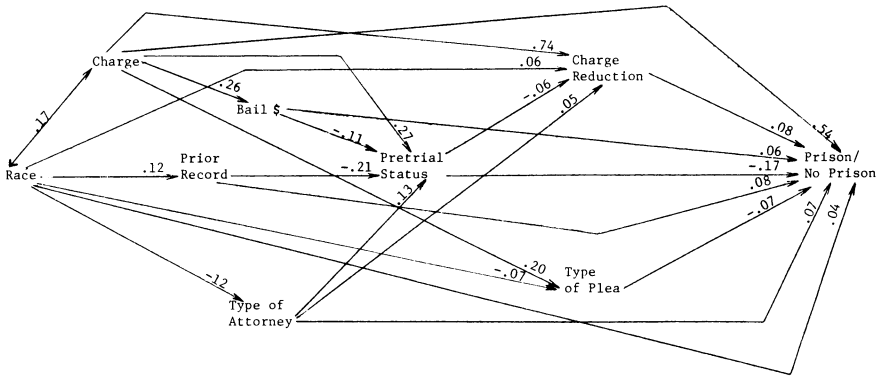 .74
Charge
Charge
Reduction
.06
.26
-.06
.54
.17
Bail $
.05
-.11
.27
.08
Prior
Record
Pretrial
Status
.06
Prison/
No Prison
Race
.12
-.21
-.17
.13
.08
-.07
.07
.04
.20
-.07
Type
of Plea
-12
Type of
Attorney